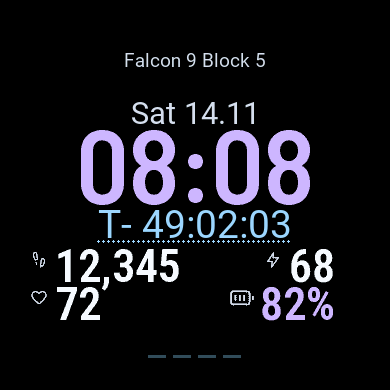 Falcon 9 Block 5
Sat 14.11
08:08
T- 49:02:03
12,345 68
72 82%